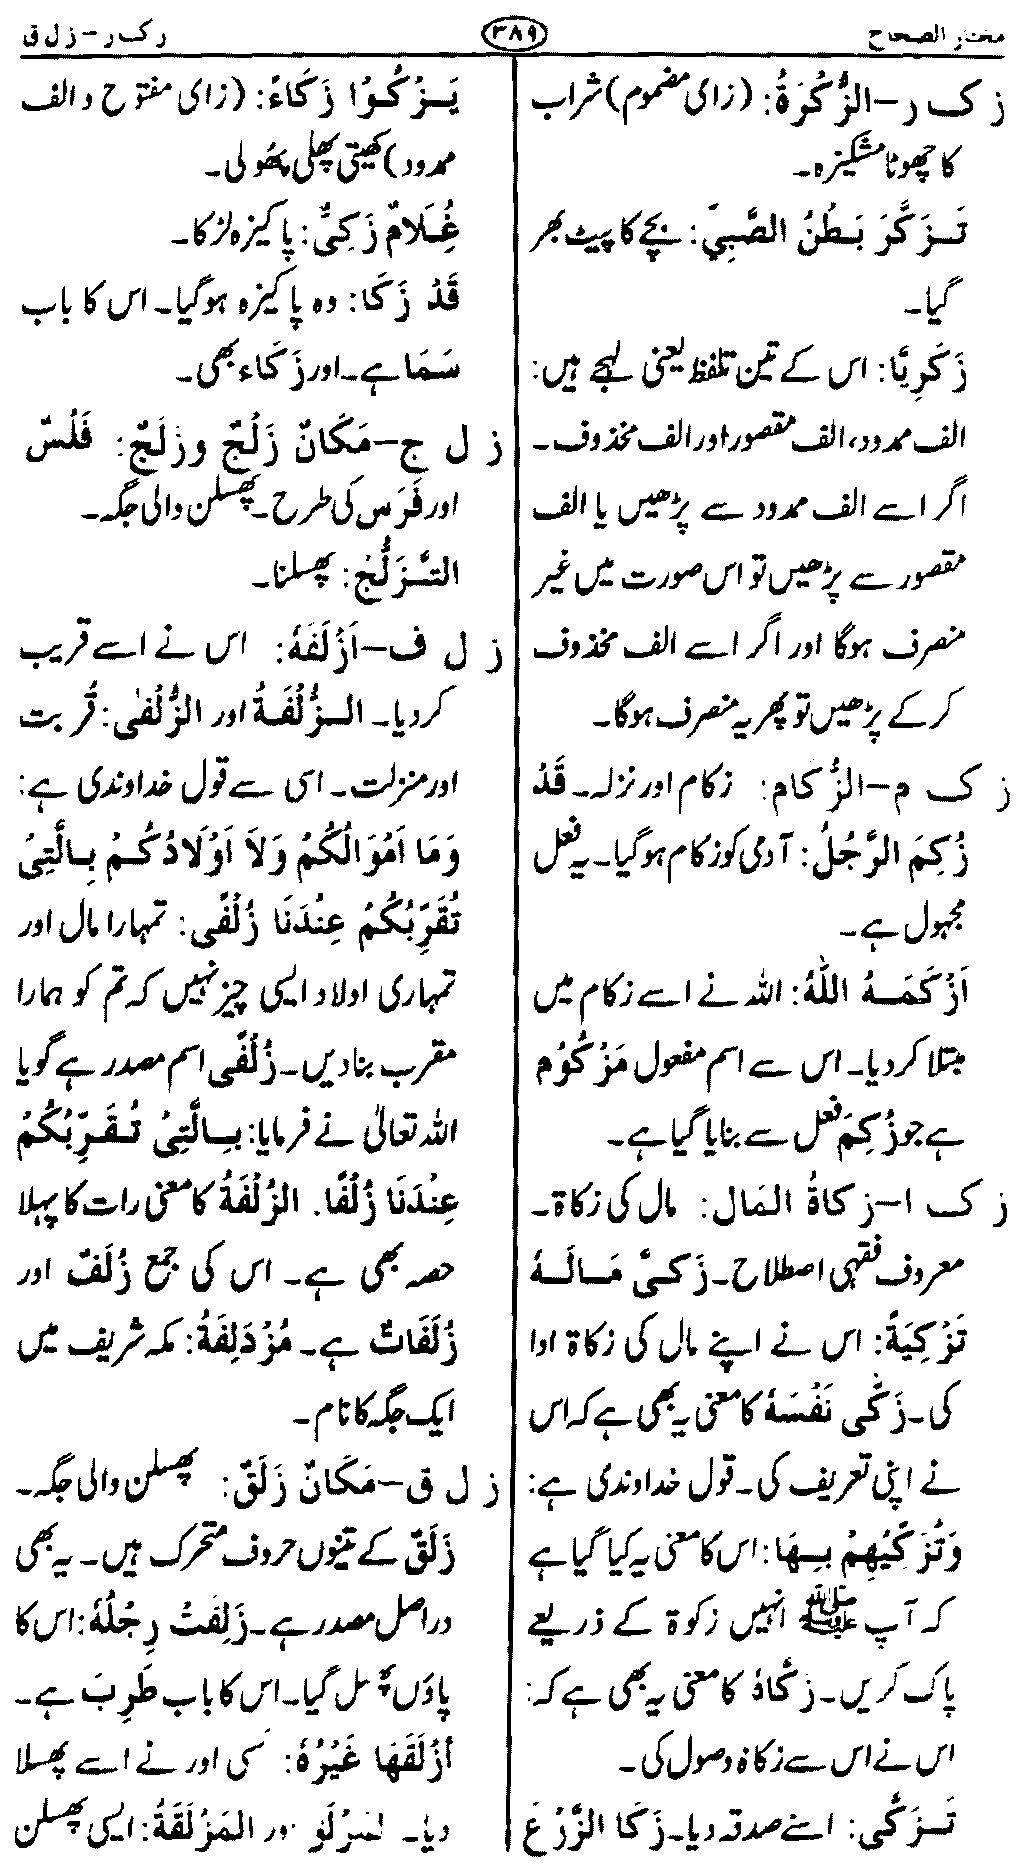 مختار الصحاح
۳۸۹
ر ک ر – ز ل ق
ز ک ر – الزُّكْرَةُ: (زای مضموم) شراب
کا چھوٹا مشکیزہ۔
تَزَكَّرَ بَطْنُ الصَّبِيِّ: بچے کا پیٹ بھر
گیا۔
زَكَرِيَّا: اس کے تین تلفظ یعنی لہجے ہیں:
الف ممدود، الف مقصور اور الف محذوف۔
اگر اسے الف ممدود سے پڑھیں یا الف
مقصور سے پڑھیں تو اس صورت میں غیر
منصرف ہوگا اور اگر اسے الف محذوف
کر کے پڑھیں تو پھر یہ منصرف ہوگا۔
ز ک م – الزُّكَام: زکام اور نزلہ۔ قَدْ
زُكِمَ الرَّجُلُ: آدمی کو زکام ہوگیا۔ یہ فعل
مجہول ہے۔
اَزْكَمَهُ اللّٰهُ: اللہ نے اسے زکام میں
مبتلا کردیا۔ اس سے اسم مفعول مَزْكُوْم
ہے جو زُكِمَ فعل سے بنایا گیا ہے۔
ز ک ا – زكاةُ المَال: مال کی زکاۃ۔
معروف فقہی اصطلاح۔ زَكَّىٰ مَالَهُ
تَزْكِيَةً: اس نے اپنے مال کی زکاۃ ادا
کی۔ زَكّٰى نَفْسَهُ کا معنی یہ بھی ہے کہ اس
نے اپنی تعریف کی۔ قول خداوندی ہے:
وَتُزَكِّيْهِمْ بِهَا: اس کا معنی یہ کیا گیا ہے
کہ آپ ﷺ انہیں زکوۃ کے ذریعے
پاک کریں۔ زَكَّاهُ کا معنی یہ بھی ہے کہ:
اس نے اس سے زکاۃ وصول کی۔
تَزَكّٰى: اسنے صدقہ دیا۔ زَكَا الزَّرْعُ
يَزْكُوْا زَكَاءً: (زای مفتوح و الف
ممدود) کھیتی پھلی پھولی۔
غُلَامٌ زَكِيٌّ: پاکیزہ لڑکا۔
قَدْ زَكَا: وہ پاکیزہ ہوگیا۔ اس کا باب
سَمَا ہے۔ اور زَكَاء بھی۔
ز ل ج – مَكَانٌ زَلْجٌ وزَلَجٌ: فَلْسٌ
اور فَرَس کی طرح۔ پھسلن والی جگہ۔
التَّزَلُّجُ: پھسلنا۔
ز ل ف – اَزْلَفَهُ: اس نے اسے قریب
کردیا۔ الزُّلْفَةُ اور الزُّلْفٰى: قُربت
اور منزلت۔ اسی سے قول خداوندی ہے:
وَمَا اَمْوَالُكُمْ وَلَا اَوْلَادُكُمْ بِالَّتِيْ
تُقَرِّبُكُمْ عِنْدَنَا زُلْفٰى: تمہارا مال اور
تمہاری اولاد ایسی چیز نہیں کہ تم کو ہمارا
مقرب بنا دیں۔ زُلْفٰى اسم مصدر ہے گویا
اللہ تعالیٰ نے فرمایا: بِالَّتِيْ تُقَرِّبُكُمْ
عِنْدَنَا زُلْفًا. الزُلْفَةُ کا معنی رات کا پہلا
حصہ بھی ہے۔ اس کی جمع زُلَفٌ اور
زُلَفَاتٌ ہے۔ مُزْدَلِفَةُ: مکہ شریف میں
ایک جگہ کا نام۔
ز ل ق – مَكَانٌ زَلَقٌ: پھسلن والی جگہ۔
زَلَقٌ کے تینوں حروف متحرک ہیں۔ یہ بھی
دراصل مصدر ہے۔ زَلِقَتْ رِجْلُهُ: اس کا
پاؤں پھسل گیا۔ اس کا باب طَرِبَ ہے۔
أَزْلَقَهَا غَيْرُهُ: کسی اور نے اسے پھسلا
دیا۔ اور المَزْلَقَةُ: ایسی پھسلن